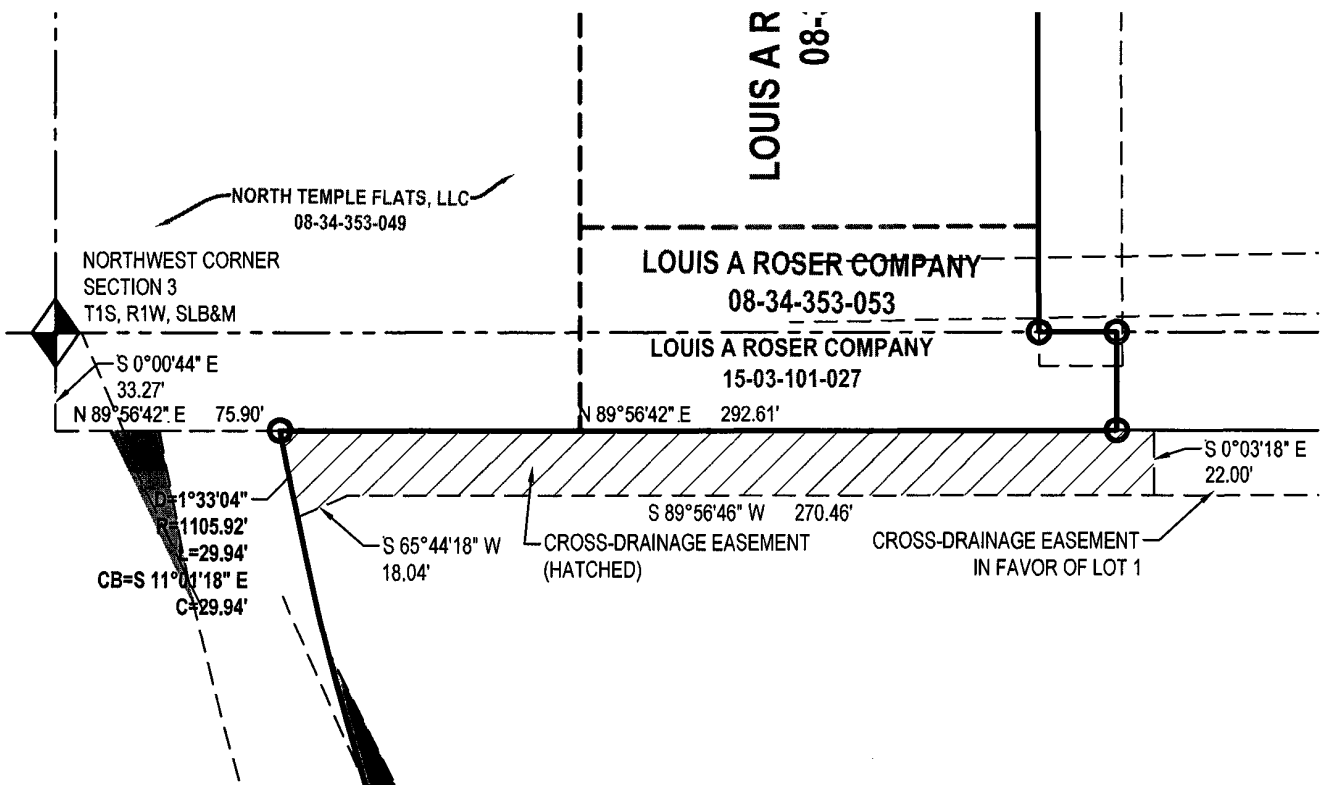 LOUIS A R
08-
NORTH TEMPLE FLATS, LLC
08-34-353-049
NORTHWEST CORNER
SECTION 3
T1S, R1W, SLB&M
LOUIS A ROSER COMPANY
08-34-353-053
LOUIS A ROSER COMPANY
15-03-101-027
S 0°00'44" E
33.27'
N 89°56'42" E 75.90'
N 89°56'42" E 292.61'
S 0°03'18" E
22.00'
D=1°33'04"
R=1105.92'
L=29.94'
CB=S 11°01'18" E
C=29.94'
S 65°44'18" W
18.04'
S 89°56'46" W 270.46'
CROSS-DRAINAGE EASEMENT
(HATCHED)
CROSS-DRAINAGE EASEMENT
IN FAVOR OF LOT 1